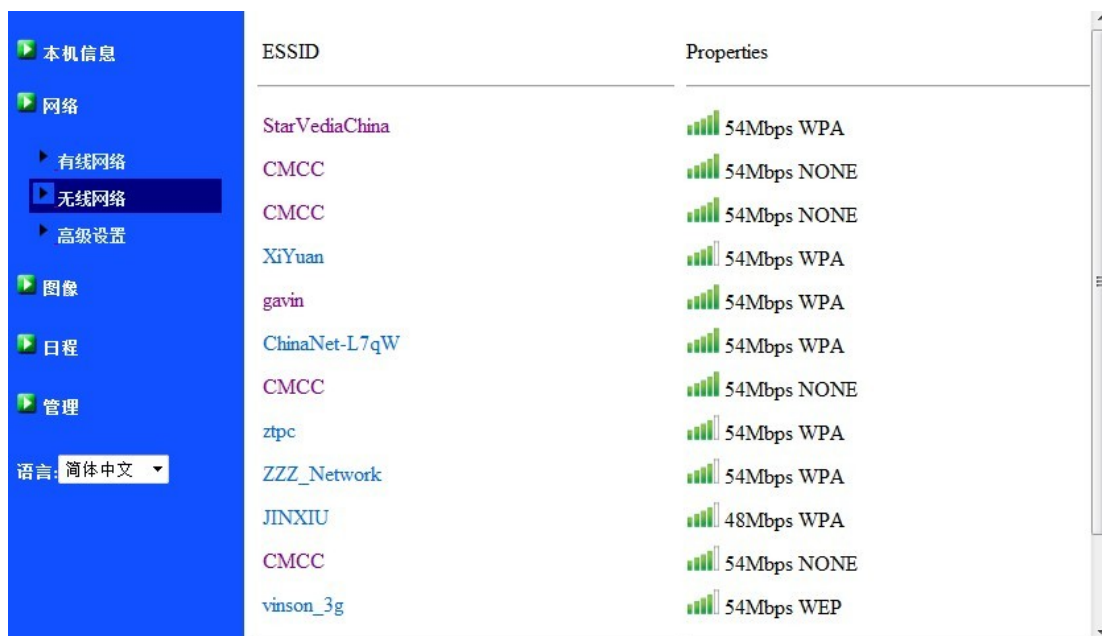 本机信息
网络
有线网络
无线网络
高级设置
图像
日程
管理
语言:简体中文
ESSID Properties
StarVediaChina 54Mbps WPA
CMCC 54Mbps NONE
CMCC 54Mbps NONE
XiYuan 54Mbps WPA
gavin 54Mbps WPA
ChinaNet-L7qW 54Mbps WPA
CMCC 54Mbps NONE
ztpc 54Mbps WPA
ZZZ_Network 54Mbps WPA
JINXIU 48Mbps WPA
CMCC 54Mbps NONE
vinson_3g 54Mbps WEP